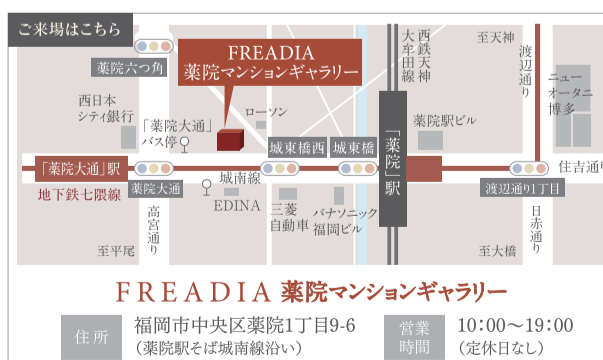 ご来場はこちら
FREADIA
薬院マンションギャラリー
薬院六つ角
西日本
シティ銀行
「薬院大通」
バス停
ローソン
城東橋西
城東橋
西鉄天神
大牟田線
至天神
渡辺通り
ニュー
オータニ
博多
薬院駅ビル
「薬院」駅
「薬院大通」駅
地下鉄七隈線
薬院大通
城南線
EDINA
三菱
自動車
パナソニック
福岡ビル
渡辺通り1丁目
住吉通り
高宮通り
至平尾
至大橋
日赤通り
FREADIA 薬院マンションギャラリー
住所
福岡市中央区薬院1丁目9-6
（薬院駅そば城南線沿い）
営業
時間
10:00〜19:00
（定休日なし）